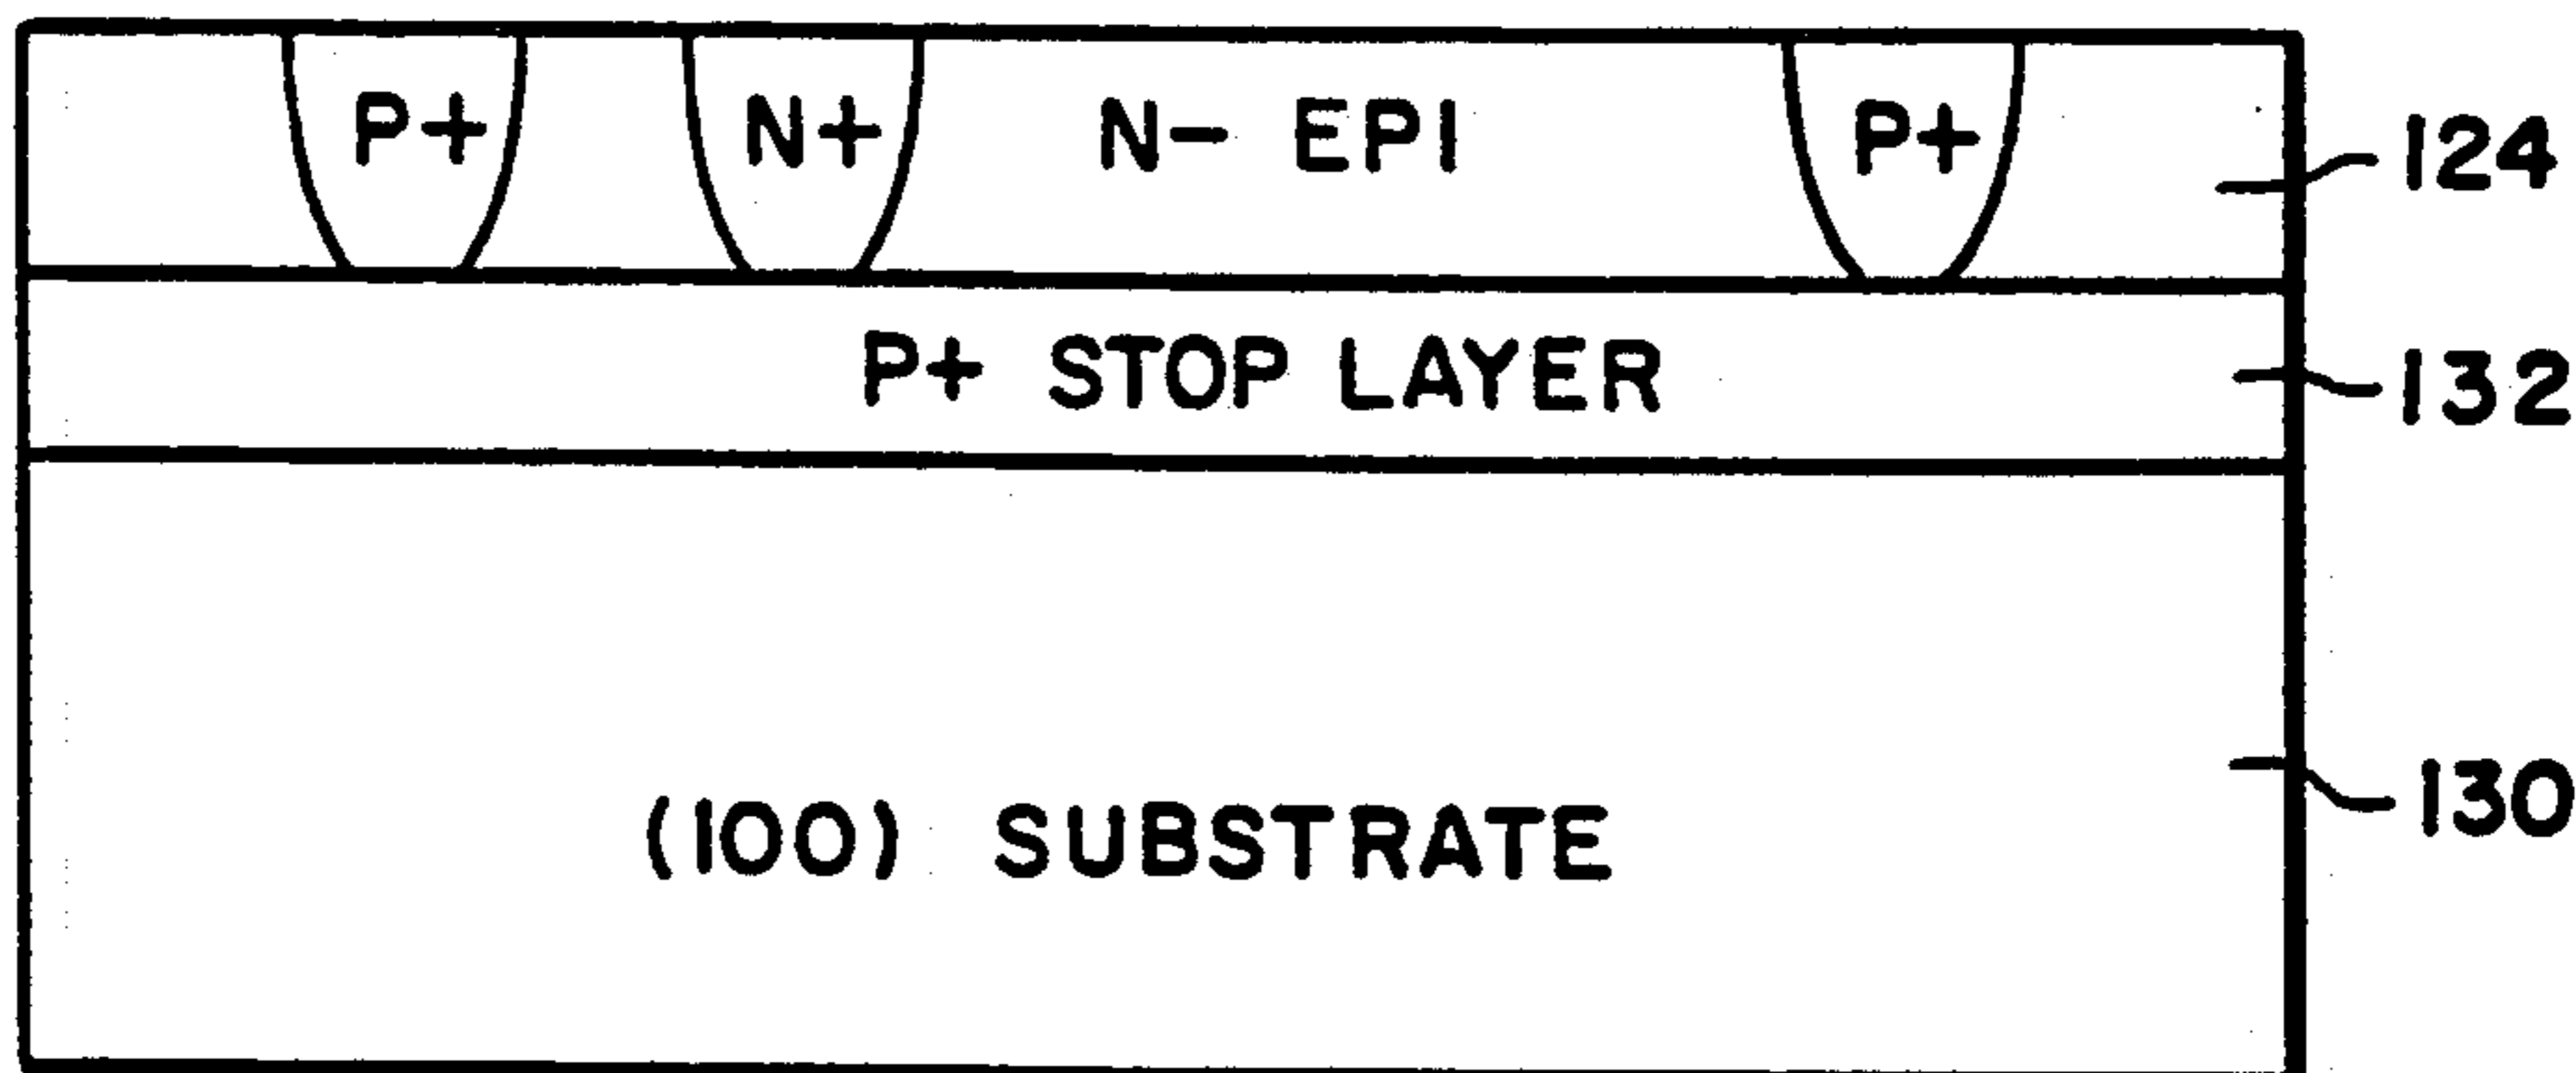 P+ N+ N- EPI P+ 124
P+ STOP LAYER 132
(100) SUBSTRATE 130